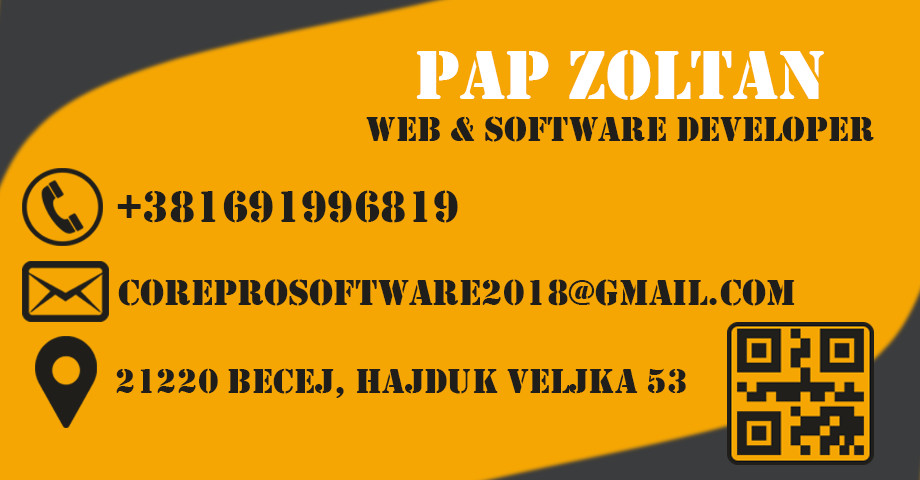 PAP ZOLTAN
WEB & SOFTWARE DEVELOPER
+381691996819
COREPROSOFTWARE2018@GMAIL.COM
21220 BECEJ, HAJDUK VELJKA 53